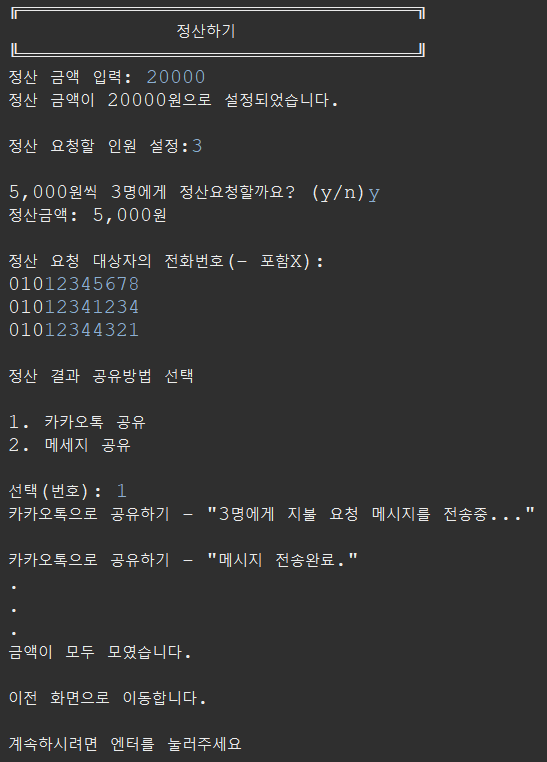 정산하기
정산 금액 입력: 20000
정산 금액이 20000원으로 설정되었습니다.
정산 요청할 인원 설정:3
5,000원씩 3명에게 정산요청할까요? (y/n)y
정산금액: 5,000원
정산 요청 대상자의 전화번호(- 포함X):
01012345678
01012341234
01012344321
정산 결과 공유방법 선택
1. 카카오톡 공유
2. 메세지 공유
선택(번호): 1
카카오톡으로 공유하기 - "3명에게 지불 요청 메시지를 전송중..."
카카오톡으로 공유하기 - "메시지 전송완료."
.
.
.
금액이 모두 모였습니다.
이전 화면으로 이동합니다.
계속하시려면 엔터를 눌러주세요